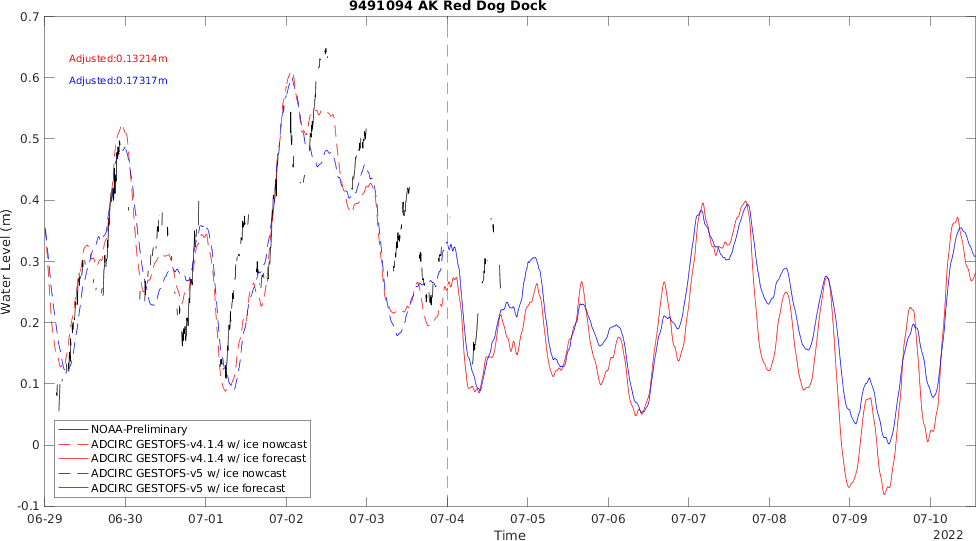 9491094 AK Red Dog Dock
Adjusted:0.13214m
Adjusted:0.17317m
Water Level (m)
0.7
0.6
0.5
0.4
0.3
0.2
0.1
0
-0.1
NOAA-Preliminary
ADCIRC GESTOFS-v4.1.4 w/ ice nowcast
ADCIRC GESTOFS-v4.1.4 w/ ice forecast
ADCIRC GESTOFS-v5 w/ ice nowcast
ADCIRC GESTOFS-v5 w/ ice forecast
06-29 06-30 07-01 07-02 07-03 07-04 07-05 07-06 07-07 07-08 07-09 07-10
Time
2022